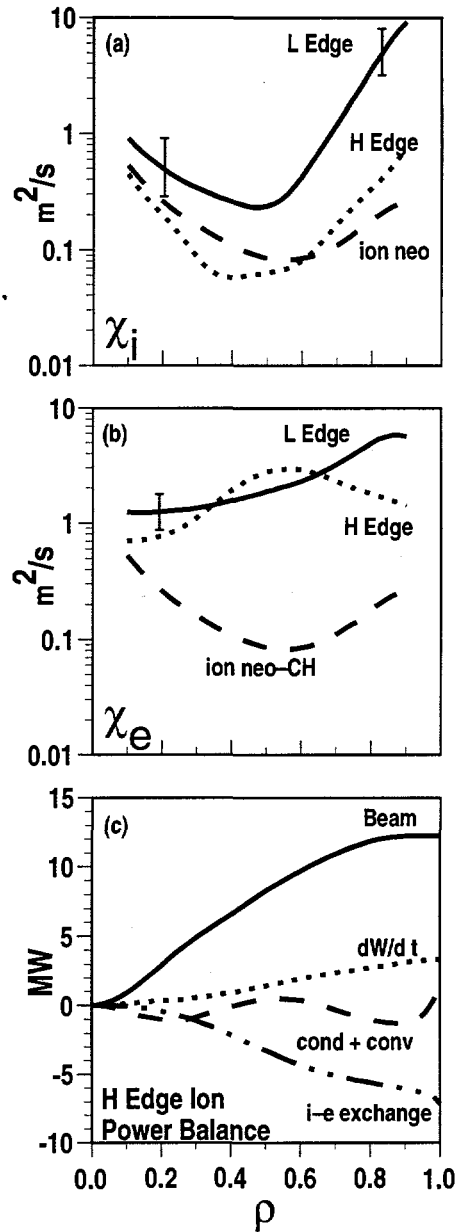 (a)
10
L Edge
1
H Edge
m²/s
ion neo
0.1
χi
0.01
(b)
10
L Edge
1
H Edge
m²/s
0.1
ion neo–CH
χe
0.01
15
(c)
Beam
10
5
dW/d t
MW
0
cond + conv
-5
i–e exchange
H Edge Ion
Power Balance
-10
0.0 0.2 0.4 0.6 0.8 1.0
ρ